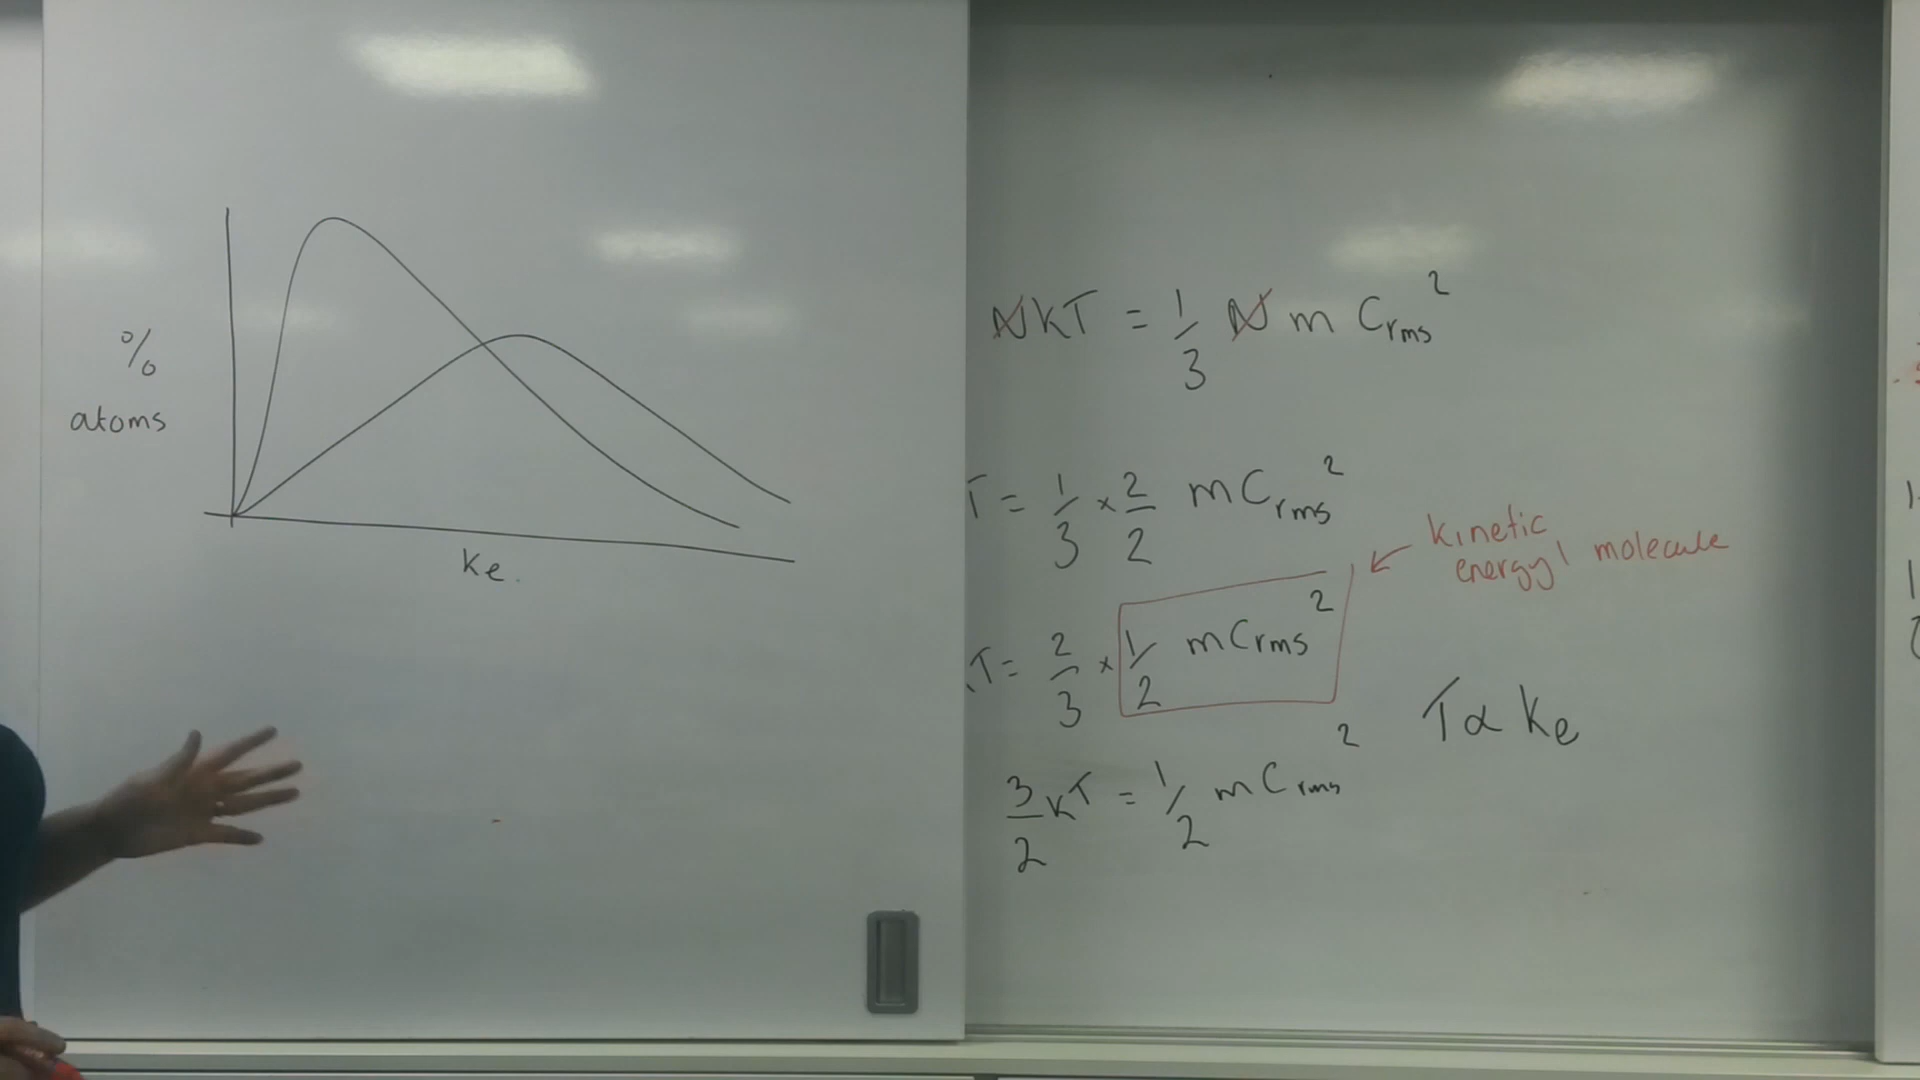 %
atoms
Ke.
NkT = 1/3 N m Crms²
T = 1/3 × 2/2 m Crms²
kinetic
energy / molecule
T = 2/3 × 1/2 m Crms²
T ∝ Ke
3/2 kT = 1/2 m Crms²